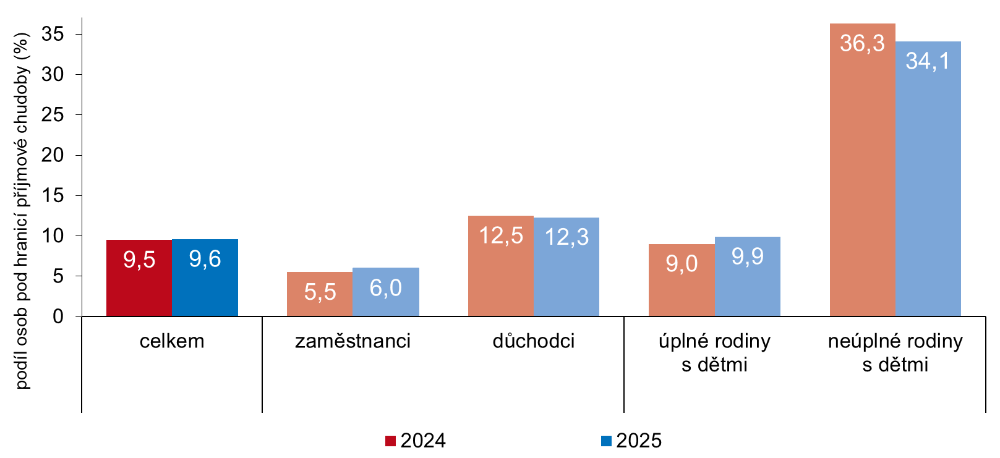 podíl osob pod hranicí příjmové chudoby (%)
35
30
25
20
15
10
5
0
9,5
9,6
5,5
6,0
12,5
12,3
9,0
9,9
36,3
34,1
celkem
zaměstnanci
důchodci
úplné rodiny
s dětmi
neúplné rodiny
s dětmi
2024
2025